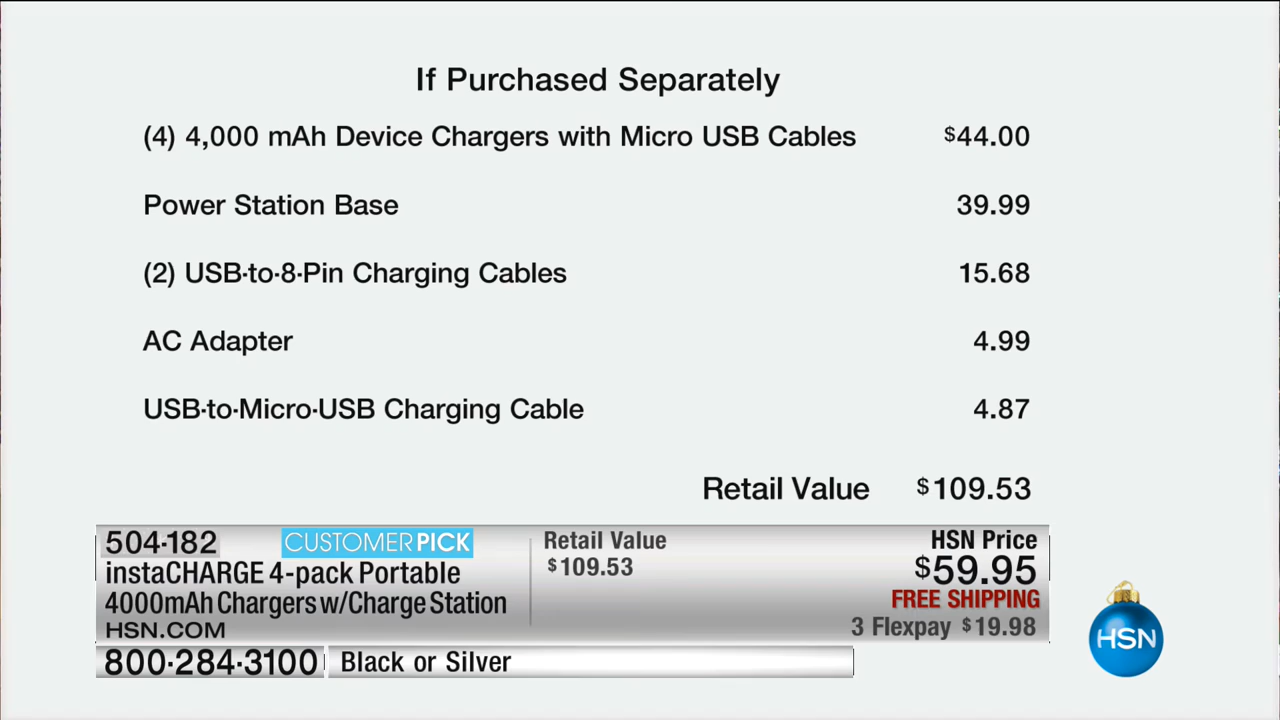 If Purchased Separately
(4) 4,000 mAh Device Chargers with Micro USB Cables $44.00
Power Station Base 39.99
(2) USB-to-8-Pin Charging Cables 15.68
AC Adapter 4.99
USB-to-Micro-USB Charging Cable 4.87
Retail Value $109.53
504-182 CUSTOMER PICK
instaCHARGE 4-pack Portable
4000mAh Chargers w/Charge Station
HSN.COM
Retail Value
$109.53
HSN Price
$59.95
FREE SHIPPING
3 Flexpay $19.98
800-284-3100 Black or Silver
HSN